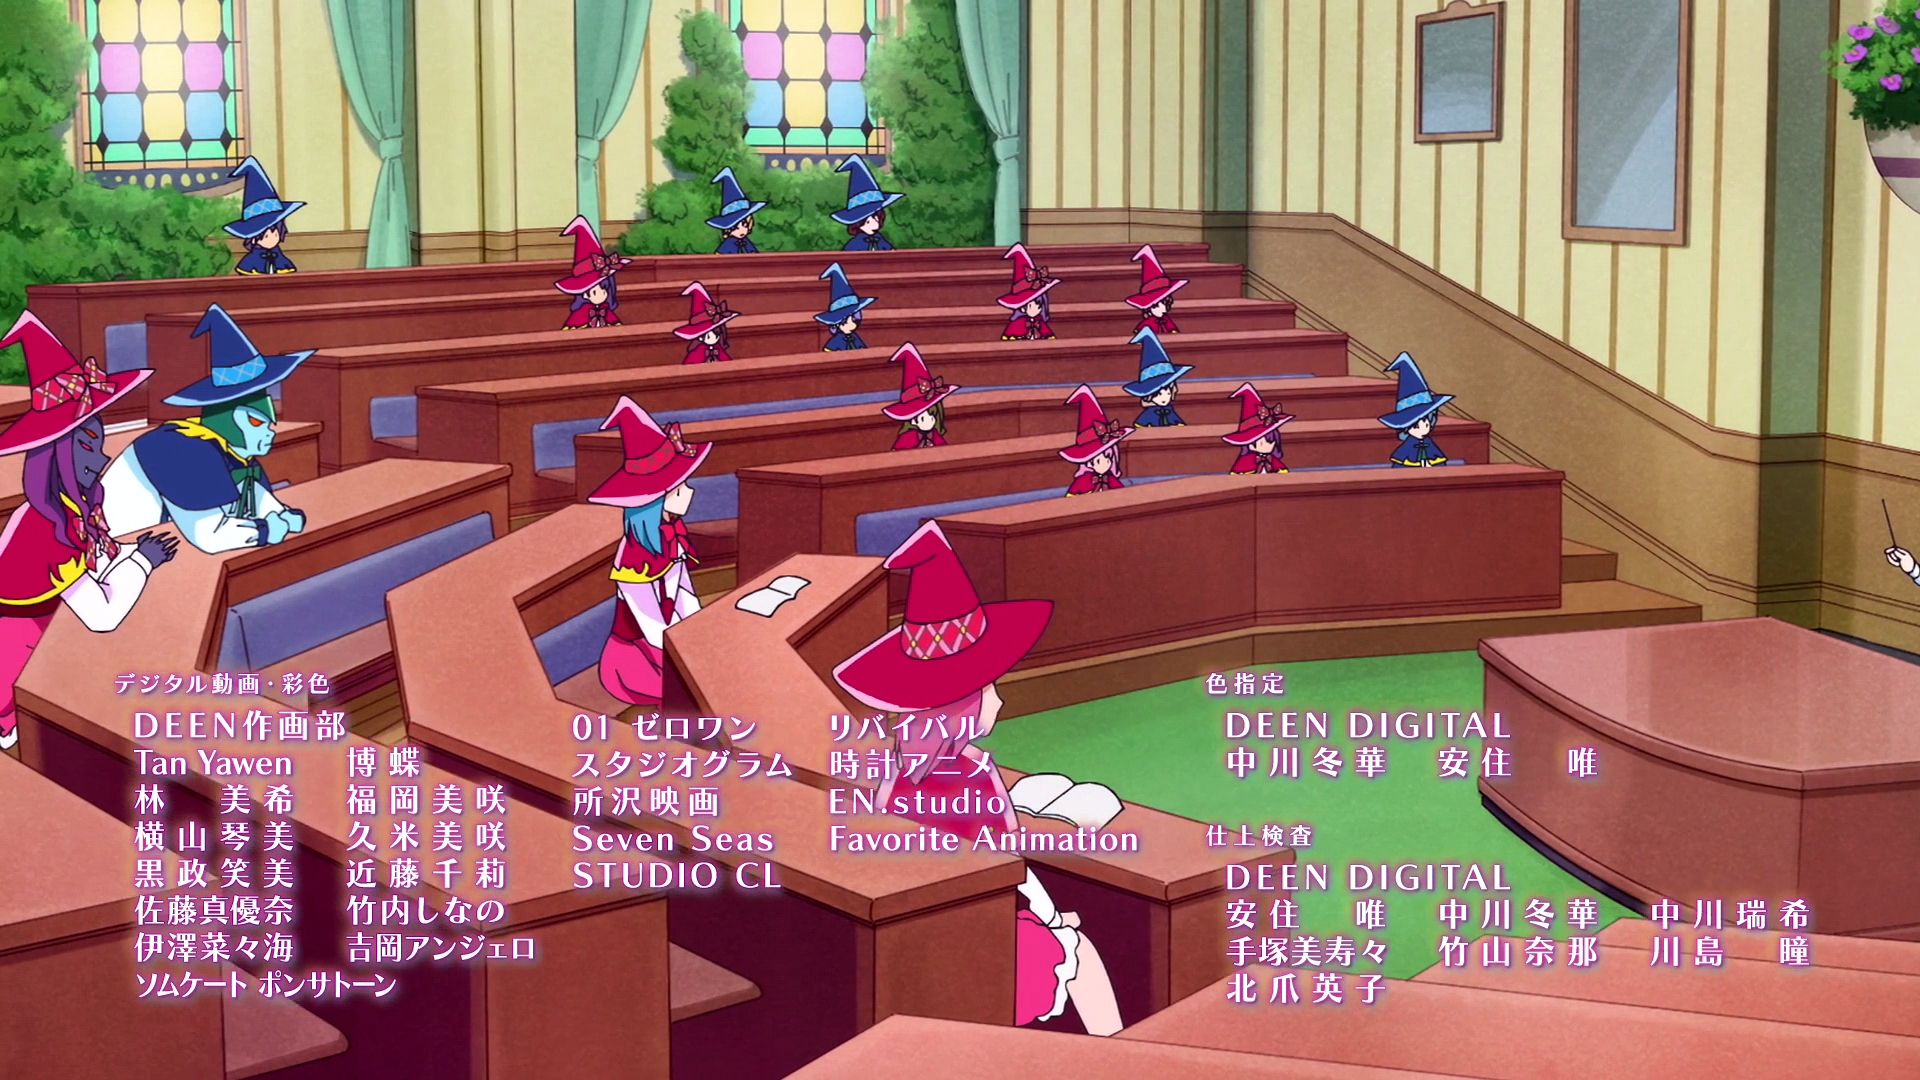 デジタル動画・彩色
DEEN作画部
Tan Yawen 博蝶
林 美希 福岡美咲
横山琴美 久米美咲
黒政笑美 近藤千莉
佐藤真優奈 竹内しなの
伊澤菜々海 吉岡アンジェロ
ソムケート ポンサトーン
01 ゼロワン リバイバル
スタジオグラム 時計アニメ
所沢映画 EN.studio
Seven Seas Favorite Animation
STUDIO CL
色指定
DEEN DIGITAL
中川冬華 安住 唯
仕上検査
DEEN DIGITAL
安住 唯 中川冬華 中川瑞希
手塚美寿々 竹山奈那 川島 瞳
北爪英子